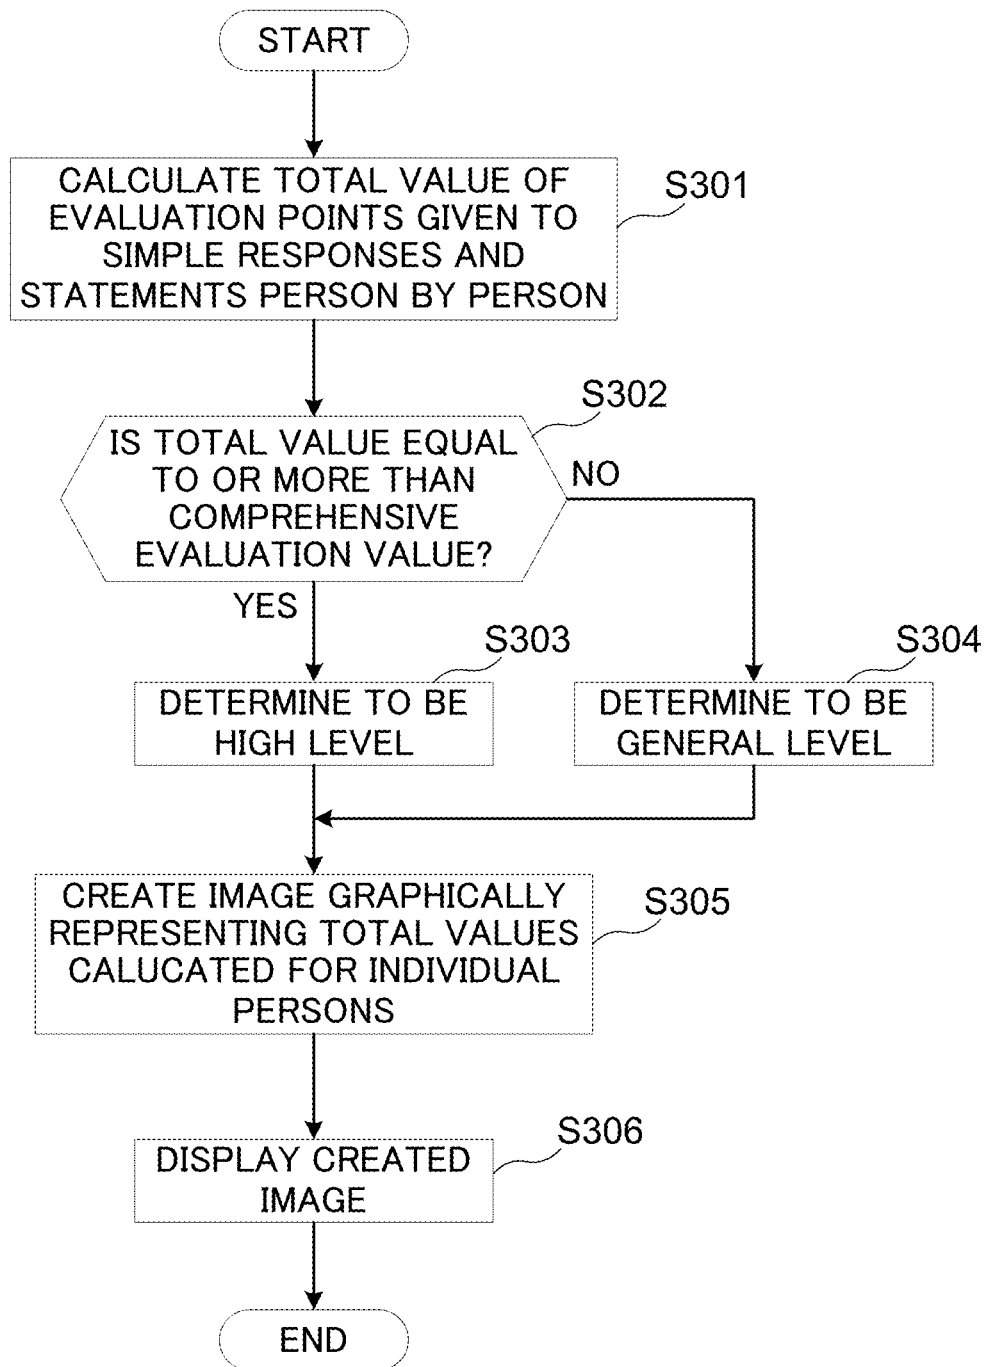 START
CALCULATE TOTAL VALUE OF
EVALUATION POINTS GIVEN TO
SIMPLE RESPONSES AND
STATEMENTS PERSON BY PERSON
S301
IS TOTAL VALUE EQUAL
TO OR MORE THAN
COMPREHENSIVE
EVALUATION VALUE?
S302
NO
YES
S303
DETERMINE TO BE
HIGH LEVEL
S304
DETERMINE TO BE
GENERAL LEVEL
CREATE IMAGE GRAPHICALLY
REPRESENTING TOTAL VALUES
CALUCATED FOR INDIVIDUAL
PERSONS
S305
DISPLAY CREATED
IMAGE
S306
END